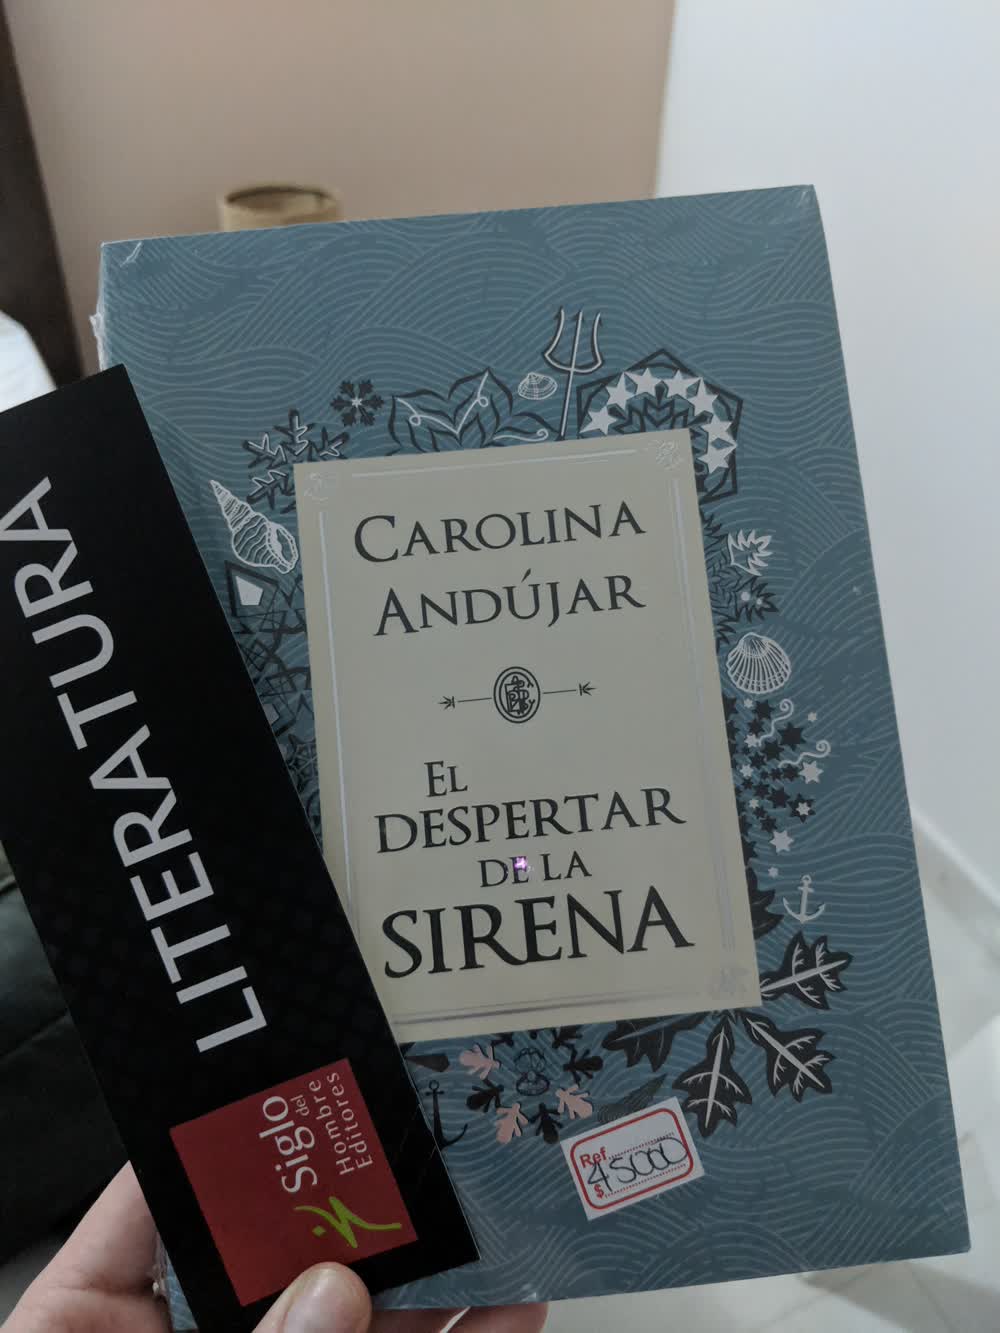 CAROLINA
ANDÚJAR
EL
DESPERTAR
DE LA
SIRENA
LITERATURA
Siglo
del
Hombre
Editores
Ref.
$ 45000